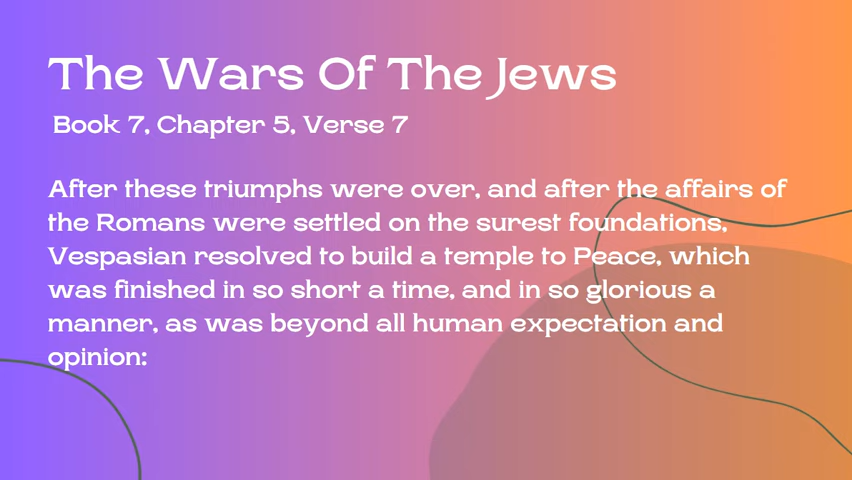 The Wars Of The Jews
Book 7, Chapter 5, Verse 7
After these triumphs were over, and after the affairs of
the Romans were settled on the surest foundations,
Vespasian resolved to build a temple to Peace, which
was finished in so short a time, and in so glorious a
manner, as was beyond all human expectation and
opinion: